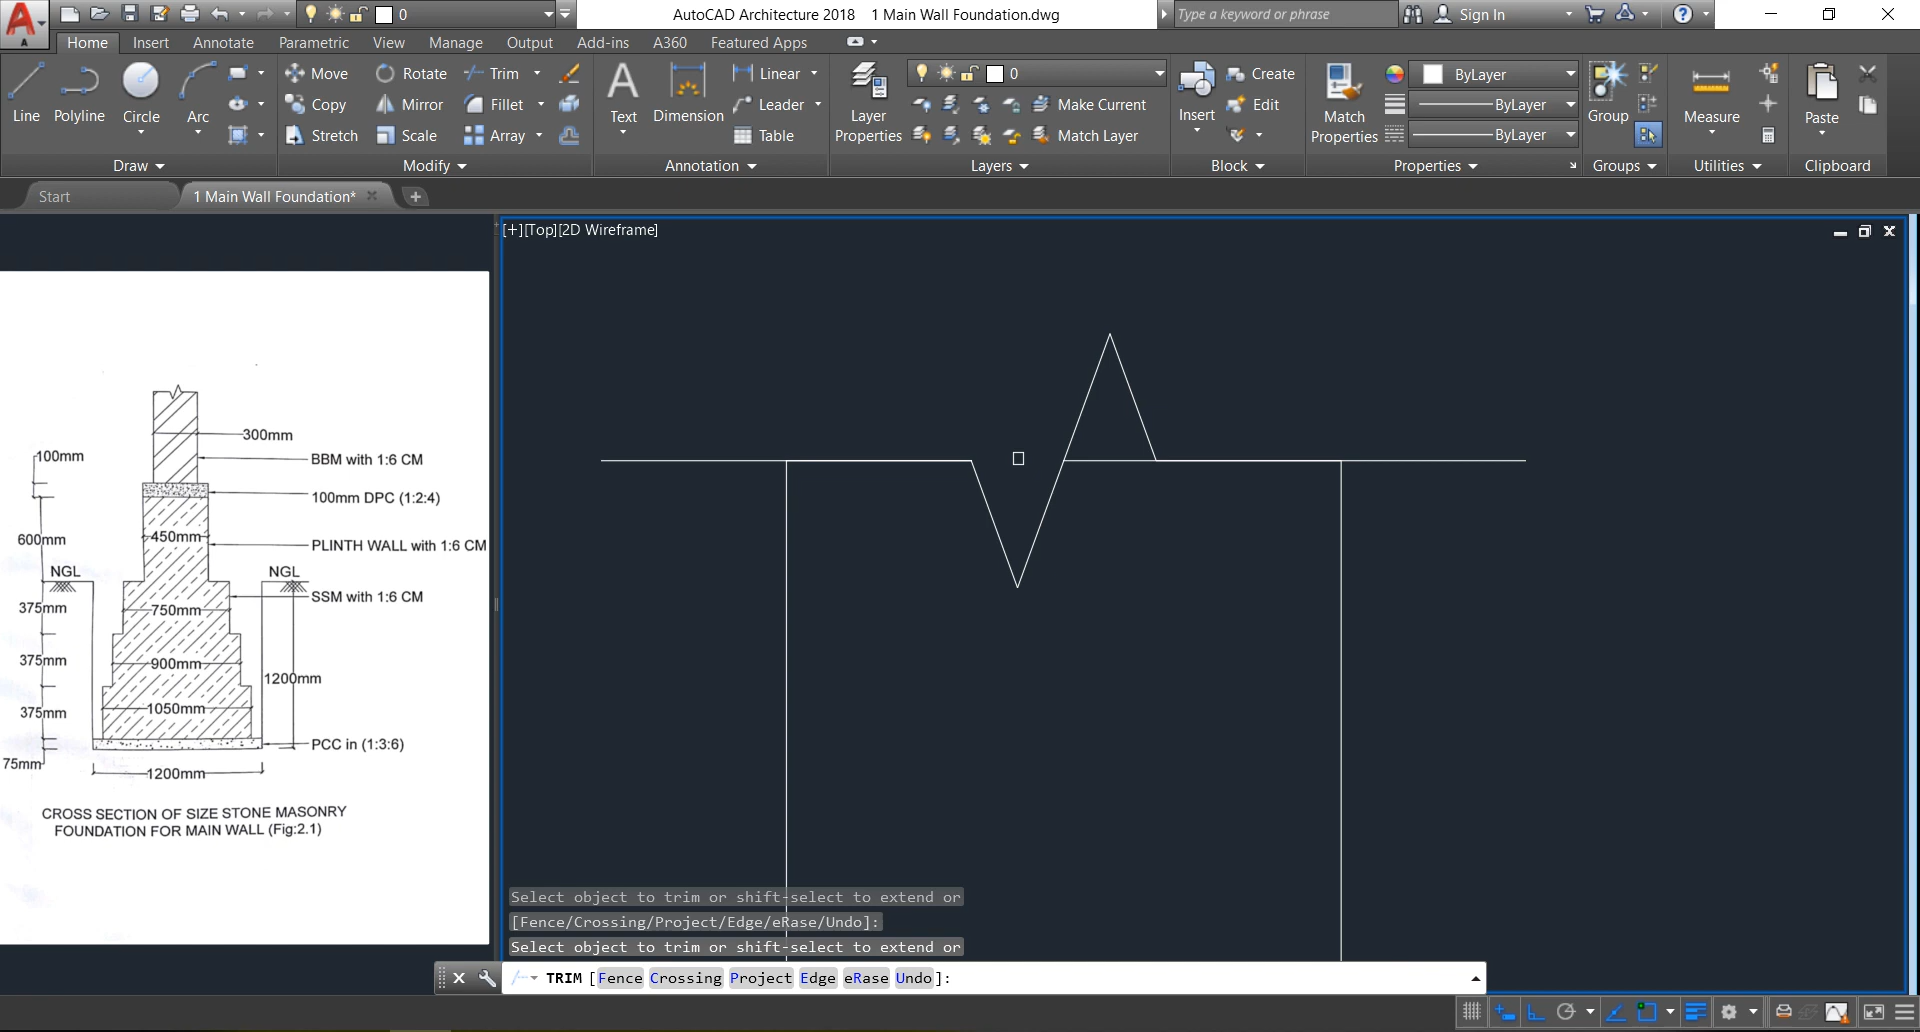 AutoCAD Architecture 2018 1 Main Wall Foundation.dwg
0
Type a keyword or phrase
Sign In
A
Home Insert Annotate Parametric View Manage Output Add-ins A360 Featured Apps
Line Polyline Circle Arc
Draw
Move Rotate Trim
Copy Mirror Fillet
Stretch Scale Array
Modify
Text Dimension
Linear
Leader
Table
Annotation
Layer
Properties
0
Make Current
Match Layer
Layers
Insert
Create
Edit
Block
Match
Properties
ByLayer
ByLayer
ByLayer
Properties
Group
Groups
Measure
Utilities
Paste
Clipboard
Start 1 Main Wall Foundation*
[+][Top][2D Wireframe]
300mm
100mm
BBM with 1:6 CM
100mm DPC (1:2:4)
600mm
450mm
PLINTH WALL with 1:6 CM
NGL NGL
SSM with 1:6 CM
375mm
750mm
375mm
900mm
1200mm
375mm
1050mm
PCC in (1:3:6)
75mm
1200mm
CROSS SECTION OF SIZE STONE MASONRY
FOUNDATION FOR MAIN WALL (Fig:2.1)
Select object to trim or shift-select to extend or
[Fence/Crossing/Project/Edge/eRase/Undo]:
Select object to trim or shift-select to extend or
TRIM [Fence Crossing Project Edge eRase Undo]: